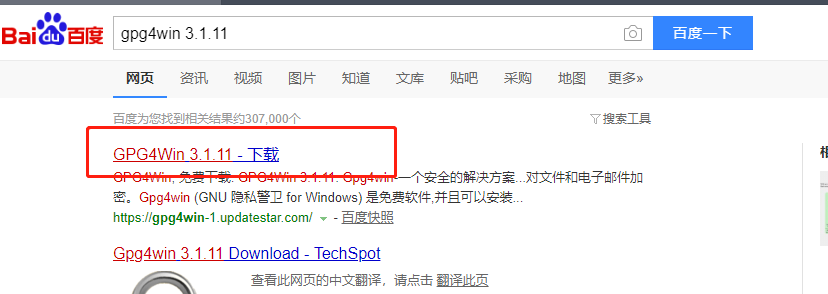 Bai du 百度 gpg4win 3.1.11 百度一下
网页 资讯 视频 图片 知道 文库 贴吧 采购 地图 更多»
百度为您找到相关结果约307,000个 搜索工具
GPG4Win 3.1.11 - 下载 相
GPG4Win, 免费下载. GPG4Win 3.1.11: Gpg4win 一个安全的解决方案...对文件和电子邮件加
密。Gpg4win (GNU 隐私警卫 for Windows) 是免费软件,并且可以安装...
https://gpg4win-1.updatestar.com/ - 百度快照
Gpg4win 3.1.11 Download - TechSpot
查看此网页的中文翻译，请点击 翻译此页